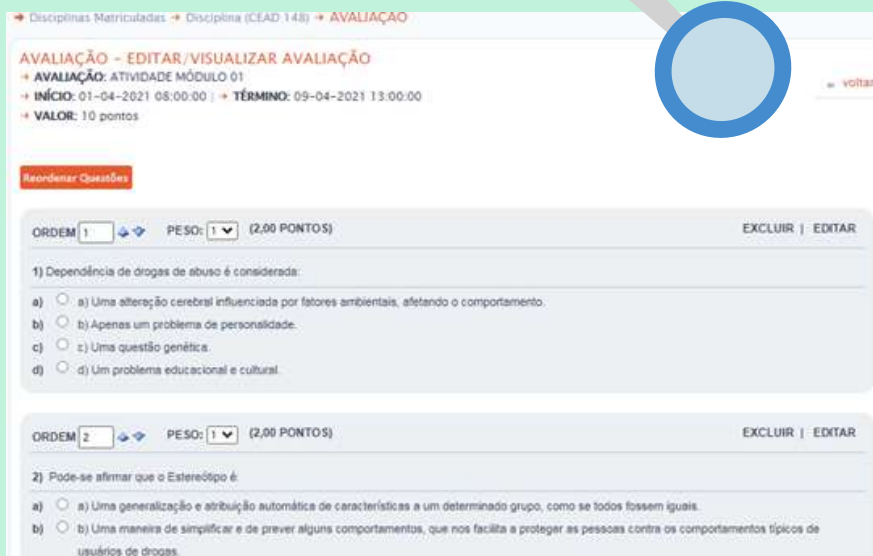 Disciplinas Matriculadas → Disciplina (CEAD 148) → AVALIAÇÃO
AVALIAÇÃO - EDITAR/VISUALIZAR AVALIAÇÃO
AVALIAÇÃO: ATIVIDADE MÓDULO 01
INÍCIO: 01-04-2021 08:00:00 | → TÉRMINO: 09-04-2021 13:00:00
voltar
VALOR: 10 pontos
Reordenar Questões
ORDEM 1 PESO: 1 (2,00 PONTOS) EXCLUIR | EDITAR
1) Dependência de drogas de abuso é considerada:
a) a) Uma alteração cerebral influenciada por fatores ambientais, afetando o comportamento.
b) b) Apenas um problema de personalidade.
c) c) Uma questão genética.
d) d) Um problema educacional e cultural.
ORDEM 2 PESO: 1 (2,00 PONTOS) EXCLUIR | EDITAR
2) Pode-se afirmar que o Estereótipo é:
a) a) Uma generalização e atribuição automática de características a um determinado grupo, como se todos fossem iguais.
b) b) Uma maneira de simplificar e de prever alguns comportamentos, que nos facilita a proteger as pessoas contra os comportamentos típicos de
usuários de drogas.